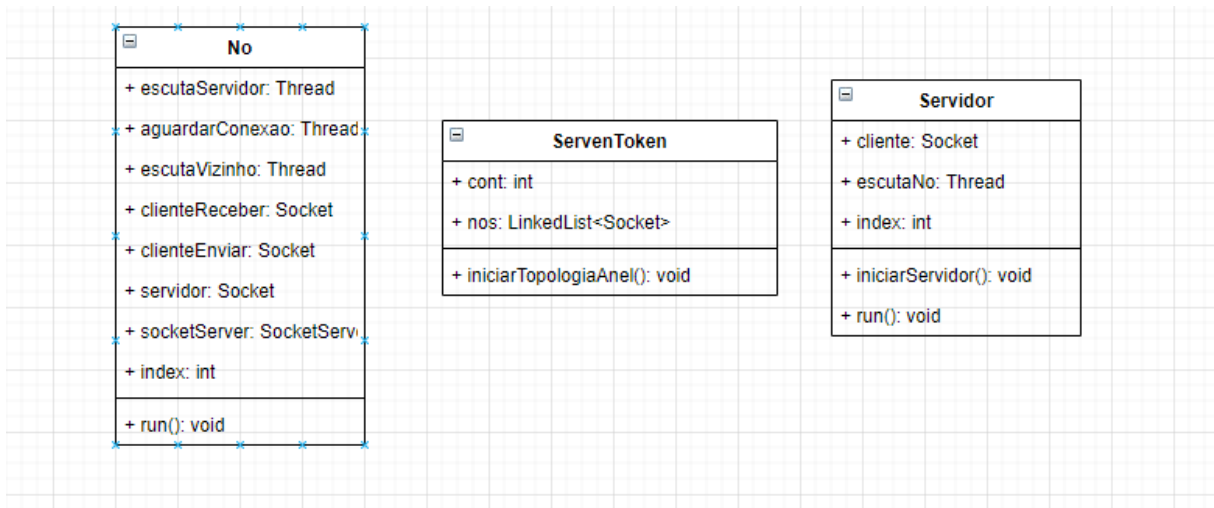 No
+ escutaServidor: Thread
+ aguardarConexao: Thread
+ escutaVizinho: Thread
+ clienteReceber: Socket
+ clienteEnviar: Socket
+ servidor: Socket
+ socketServer: SocketServ
+ index: int
+ run(): void
ServenToken
+ cont: int
+ nos: LinkedList<Socket>
+ iniciarTopologiaAnel(): void
Servidor
+ cliente: Socket
+ escutaNo: Thread
+ index: int
+ iniciarServidor(): void
+ run(): void